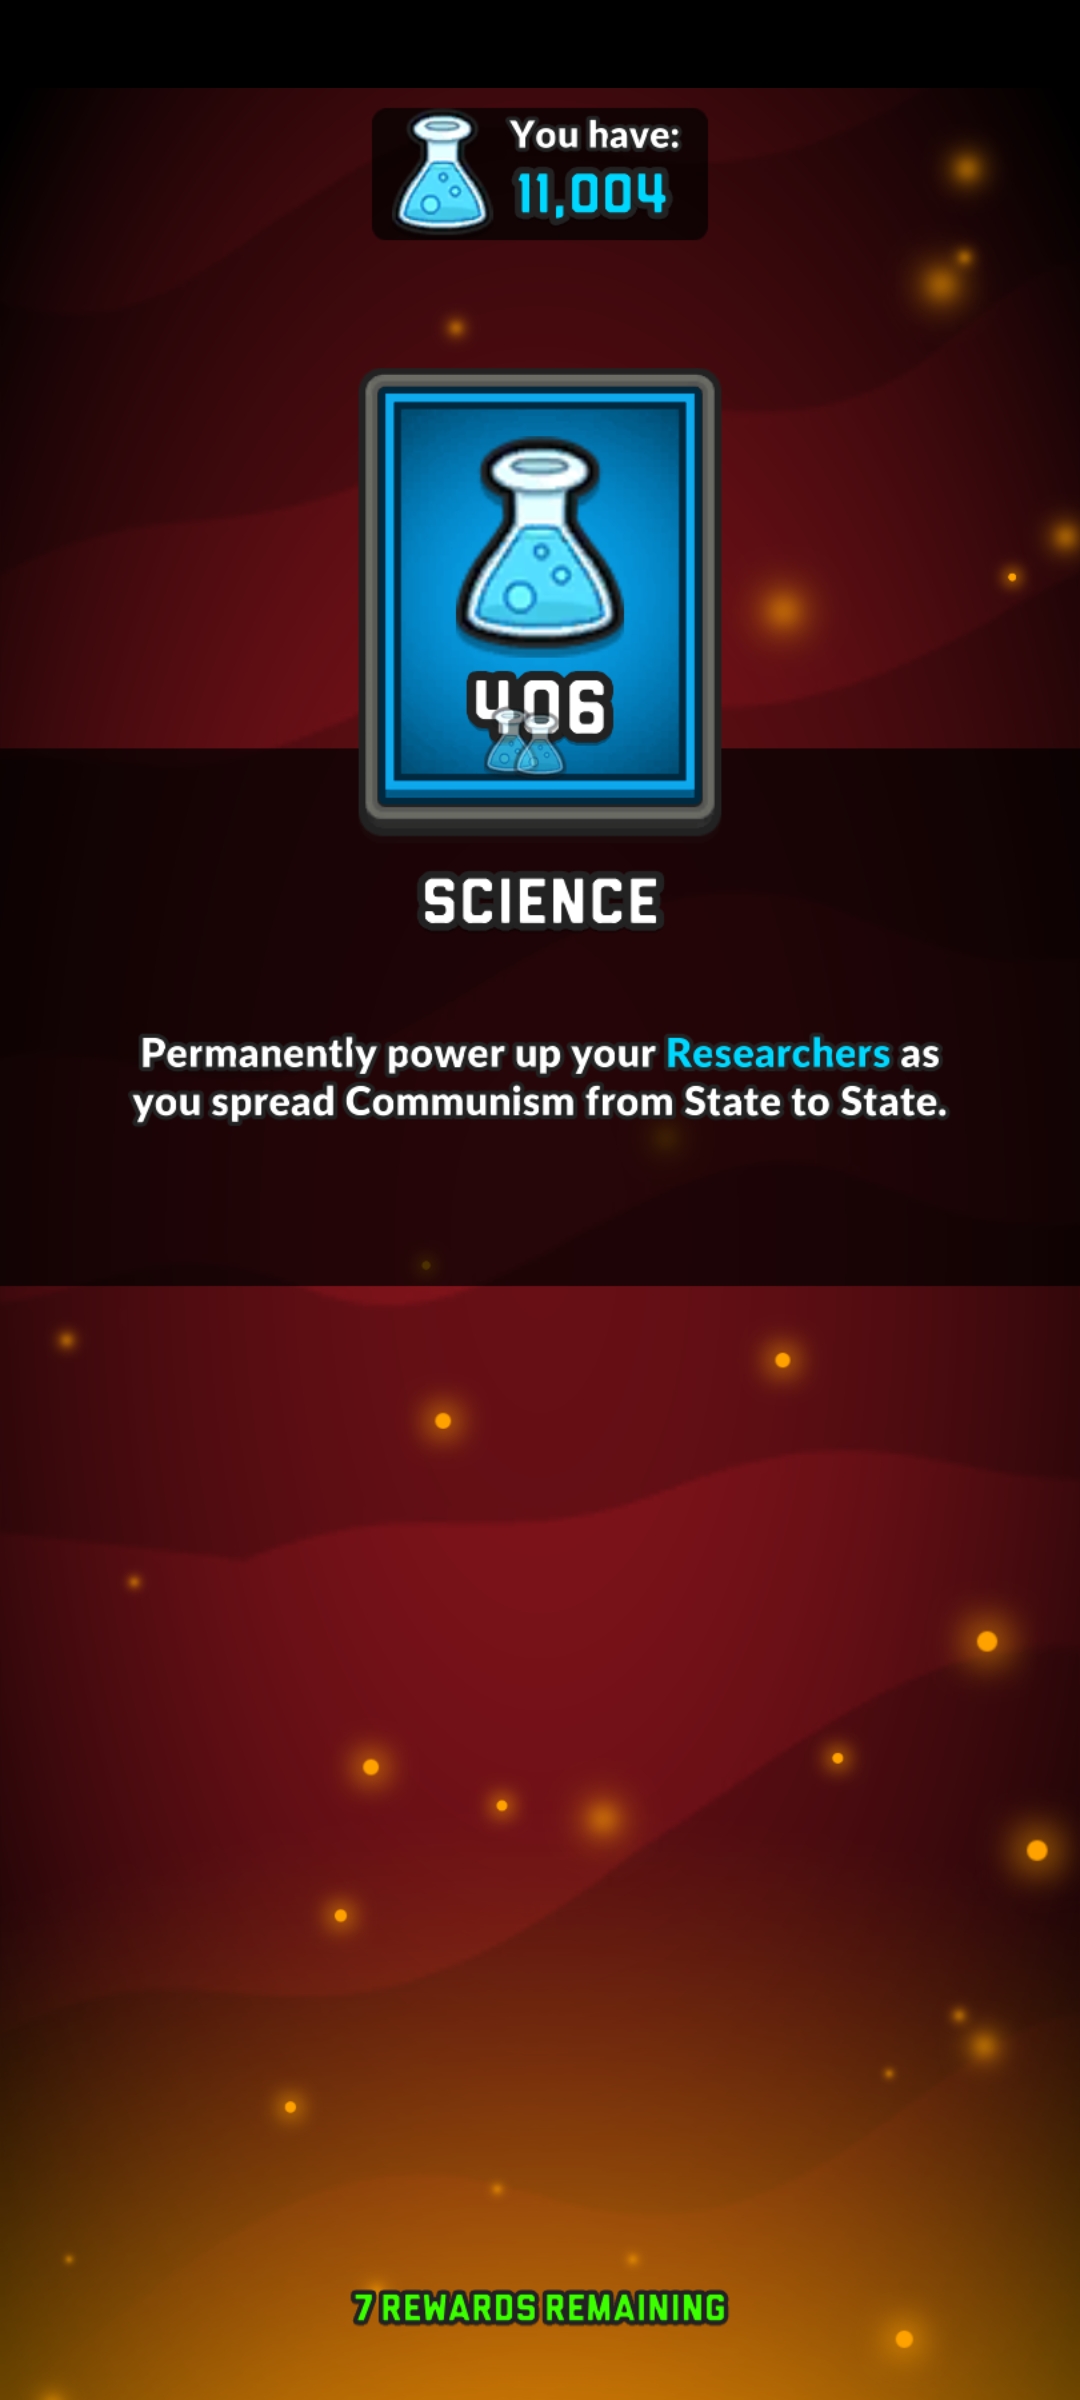 You have:
11,004
406
SCIENCE
Permanently power up your Researchers as
you spread Communism from State to State.
7 REWARDS REMAINING